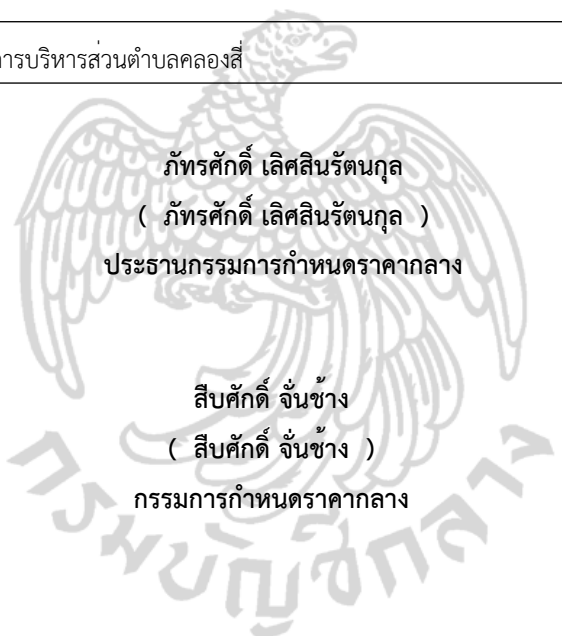 การบริหารส่วนตำบลคลองสี่
ภัทรศักดิ์ เลิศสินรัตนกุล
( ภัทรศักดิ์ เลิศสินรัตนกุล )
ประธานกรรมการกำหนดราคากลาง
สืบศักดิ์ จั่นช้าง
( สืบศักดิ์ จั่นช้าง )
กรรมการกำหนดราคากลาง
กรมบัญชีกลาง